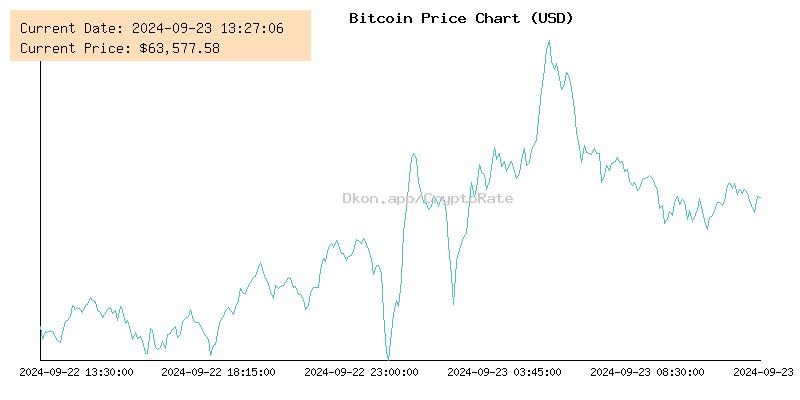 Bitcoin Price Chart (USD)
Current Date: 2024-09-23 13:27:06
Current Price: $63,577.58
Dkon.app/CryptoRate
2024-09-22 13:30:00
2024-09-22 18:15:00
2024-09-22 23:00:00
2024-09-23 03:45:00
2024-09-23 08:30:00
2024-09-23